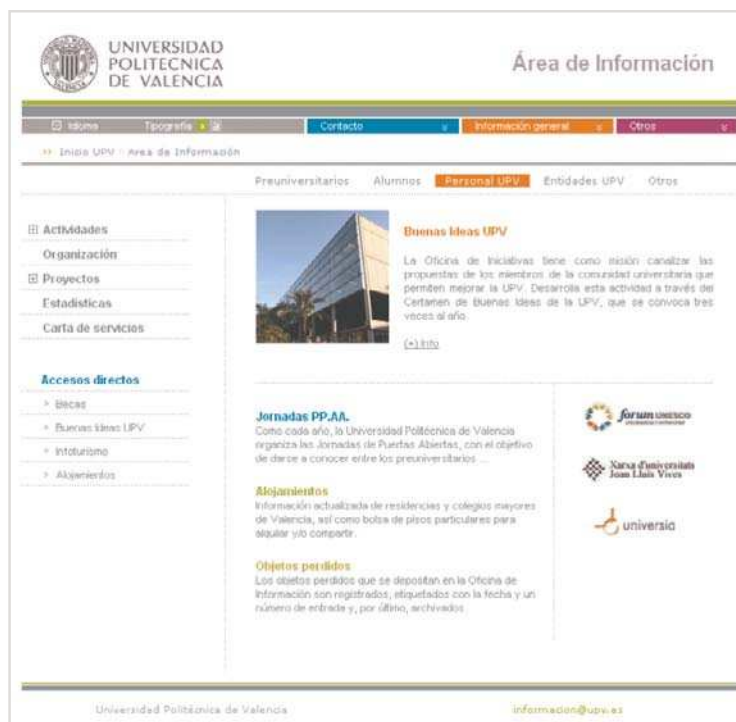 UNIVERSIDAD
POLITECNICA
DE VALENCIA
Área de Información
Idioma Tipografía
Contacto
Información general
Otros
Inicio UPV :: Area de Información
Preuniversitarios Alumnos Personal UPV Entidades UPV Otros
Actividades
Organización
Proyectos
Estadísticas
Carta de servicios
Accesos directos
Becas
Buenas Ideas UPV
Infoturismo
Alojamientos
Buenas Ideas UPV
La Oficina de Iniciativas tiene como misión canalizar las
propuestas de los miembros de la comunidad universitaria que
permiten mejorar la UPV. Desarrolla esta actividad a través del
Certamen de Buenas Ideas de la UPV, que se convoca tres
veces al año.
(+) Info
Jornadas PP.AA.
Como cada año, la Universidad Politécnica de Valencia
organiza las Jornadas de Puertas Abiertas, con el objetivo
de darse a conocer entre los preuniversitarios ...
Alojamientos
Información actualizada de residencias y colegios mayores
de Valencia, así como bolsa de pisos particulares para
alquilar y/o compartir.
Objetos perdidos
Los objetos perdidos que se depositan en la Oficina de
Información son registrados, etiquetados con la fecha y un
número de entrada y, por último, archivados
forum UNESCO
Xarxa d'universitats
Joan Lluís Vives
universia
Universidad Politécnica de Valencia
informacion@upv.es